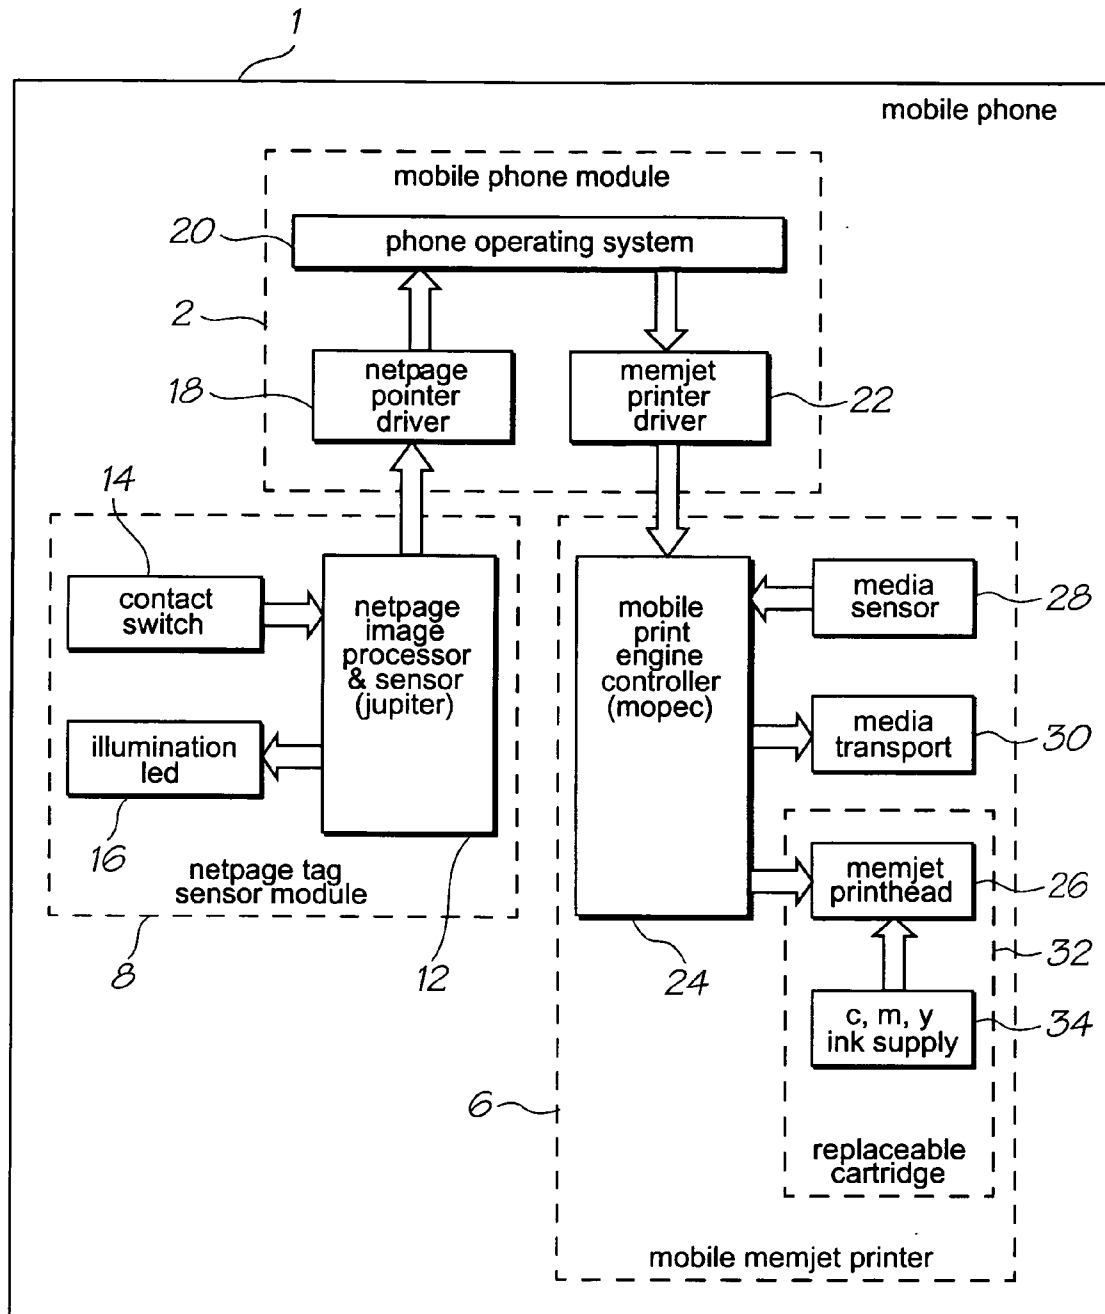 1
mobile phone
mobile phone module
20
phone operating system
2
18
netpage
pointer
driver
memjet
printer
driver
22
14
contact
switch
netpage
image
processor
& sensor
(jupiter)
mobile
print
engine
controller
(mopec)
media
sensor
28
illumination
led
media
transport
30
16
netpage tag
sensor module
memjet
printhead
26
8
12
24
32
c, m, y
ink supply
34
6
replaceable
cartridge
mobile memjet printer